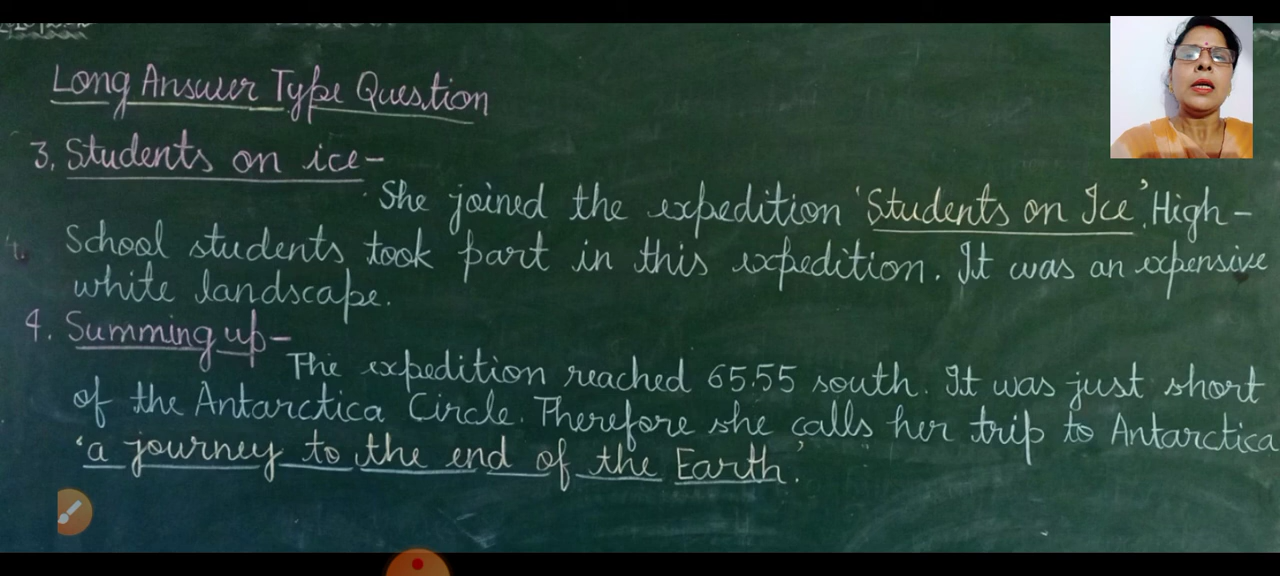 Long Answer Type Question
3. Students on ice-
She joined the expedition 'Students on Ice'. High-
School students took part in this expedition. It was an expensive
white landscape.
4. Summing up-
The expedition reached 65.55 south. It was just short
of the Antarctica Circle. Therefore she calls her trip to Antarctica
'a journey to the end of the Earth'.